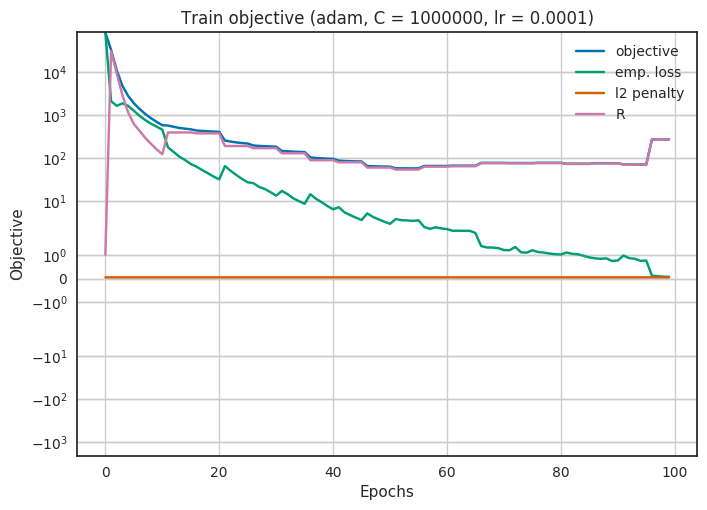 Train objective (adam, C = 1000000, lr = 0.0001)
objective
emp. loss
l2 penalty
R
Objective
10^4
10^3
10^2
10^1
10^0
0
−10^0
−10^1
−10^2
−10^3
0 20 40 60 80 100
Epochs